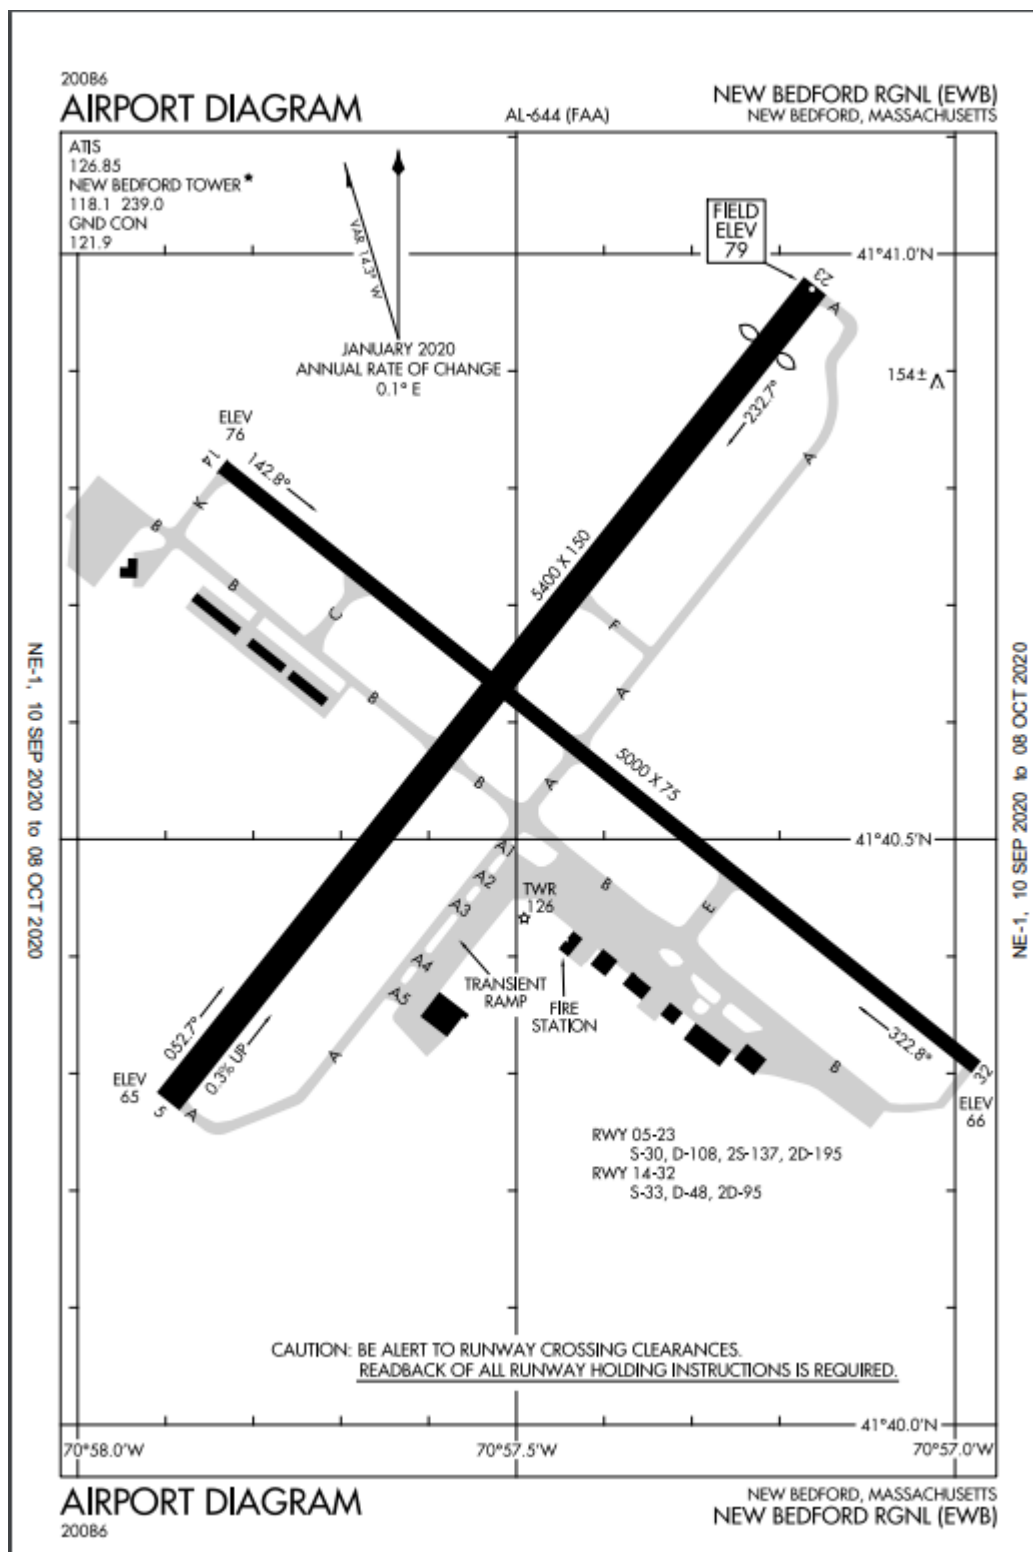 20086
AIRPORT DIAGRAM
AL-644 (FAA)
NEW BEDFORD RGNL (EWB)
NEW BEDFORD, MASSACHUSETTS
ATIS
126.85
NEW BEDFORD TOWER *
118.1 239.0
GND CON
121.9
VAR 14.3° W
JANUARY 2020
ANNUAL RATE OF CHANGE
0.1° E
FIELD
ELEV
79
41°41.0'N
23
A
154±
232.7°
A
ELEV
76
14
142.8°
K
B
B
C
B
5400 X 150
F
A
5000 X 75
B
A
41°40.5'N
A1
A2
A3
A4
A5
TWR
126
B
E
TRANSIENT
RAMP
FIRE
STATION
052.7°
0.3% UP
A
ELEV
65
5
A
B
322.8°
32
ELEV
66
RWY 05-23
S-30, D-108, 2S-137, 2D-195
RWY 14-32
S-33, D-48, 2D-95
CAUTION: BE ALERT TO RUNWAY CROSSING CLEARANCES.
READBACK OF ALL RUNWAY HOLDING INSTRUCTIONS IS REQUIRED.
41°40.0'N
70°58.0'W
70°57.5'W
70°57.0'W
NE-1, 10 SEP 2020 to 08 OCT 2020
NE-1, 10 SEP 2020 to 08 OCT 2020
AIRPORT DIAGRAM
20086
NEW BEDFORD, MASSACHUSETTS
NEW BEDFORD RGNL (EWB)